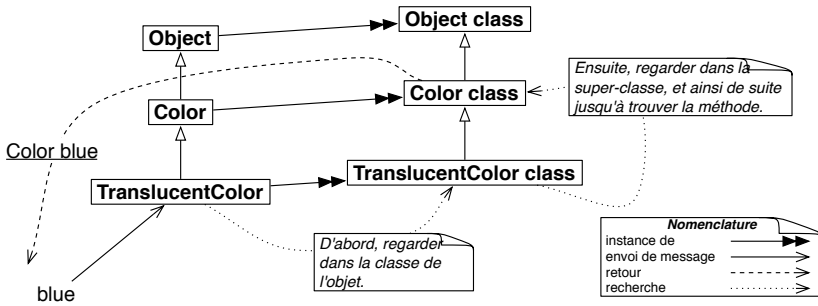 Object class
Object
Ensuite, regarder dans la
super-classe, et ainsi de suite
jusqu'à trouver la méthode.
Color class
Color
Color blue
TranslucentColor class
TranslucentColor
D'abord, regarder
dans la classe de
l'objet.
Nomenclature
instance de
envoi de message
retour
recherche
blue